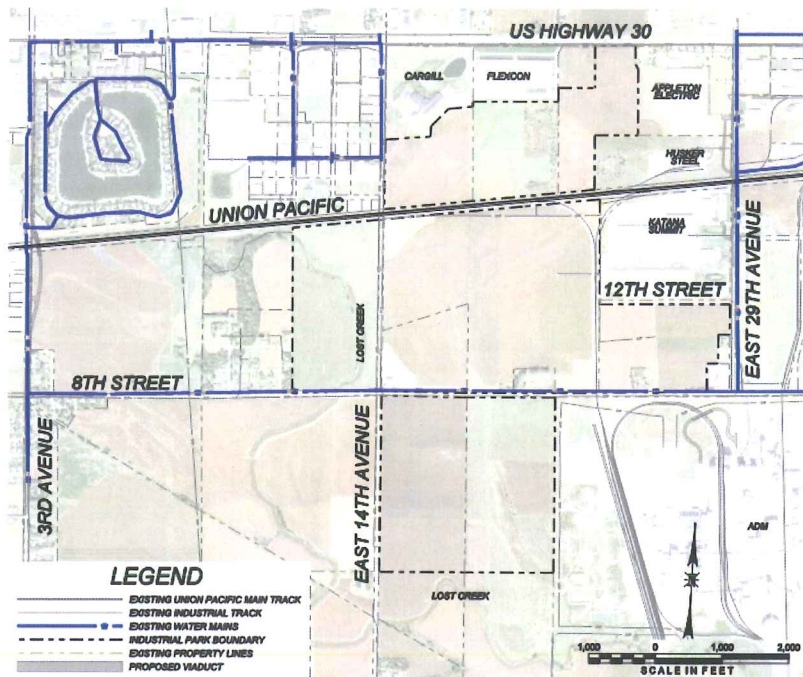 US HIGHWAY 30
CARGILL
FLEXICON
APPLETON
ELECTRIC
HUSKER
STEEL
UNION PACIFIC
KATANA
SUMMIT
12TH STREET
EAST 29TH AVENUE
LOST CREEK
8TH STREET
3RD AVENUE
EAST 14TH AVENUE
ADM
LOST CREEK
LEGEND
EXISTING UNION PACIFIC MAIN TRACK
EXISTING INDUSTRIAL TRACK
EXISTING WATER MAINS
INDUSTRIAL PARK BOUNDARY
EXISTING PROPERTY LINES
PROPOSED VIADUCT
1,000 0 1,000 2,000
SCALE IN FEET